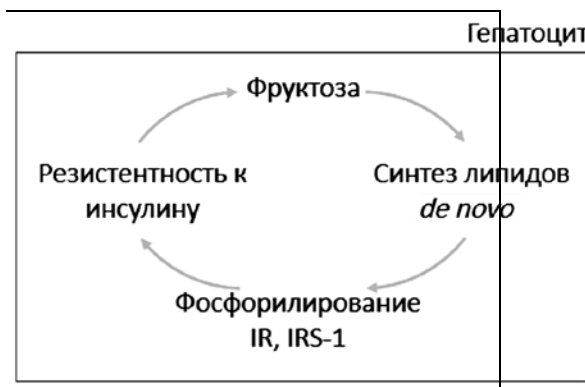 Гепатоцит
Фруктоза
Резистентность к
инсулину
Синтез липидов
de novo
Фосфорилирование
IR, IRS-1